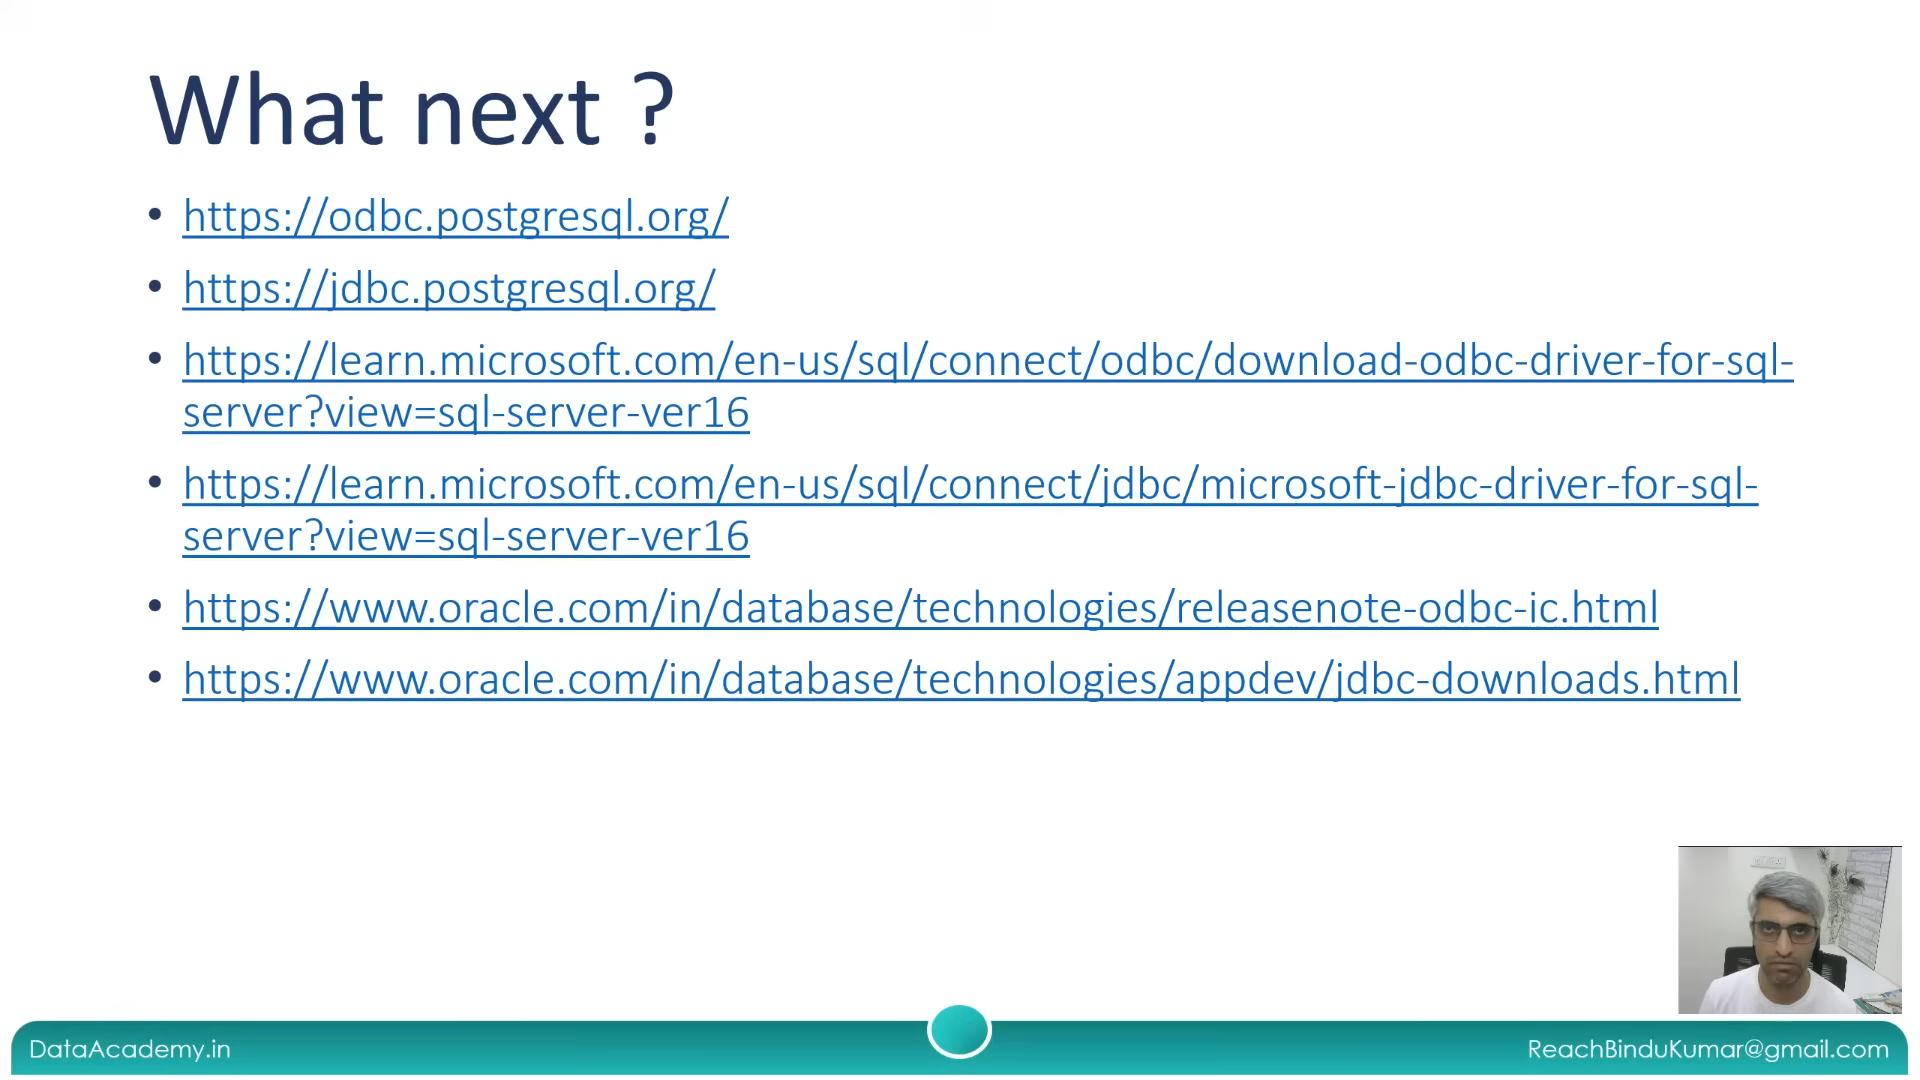 What next ?
• https://odbc.postgresql.org/
• https://jdbc.postgresql.org/
• https://learn.microsoft.com/en-us/sql/connect/odbc/download-odbc-driver-for-sql-
server?view=sql-server-ver16
• https://learn.microsoft.com/en-us/sql/connect/jdbc/microsoft-jdbc-driver-for-sql-
server?view=sql-server-ver16
• https://www.oracle.com/in/database/technologies/releasenote-odbc-ic.html
• https://www.oracle.com/in/database/technologies/appdev/jdbc-downloads.html
DataAcademy.in
ReachBinduKumar@gmail.com